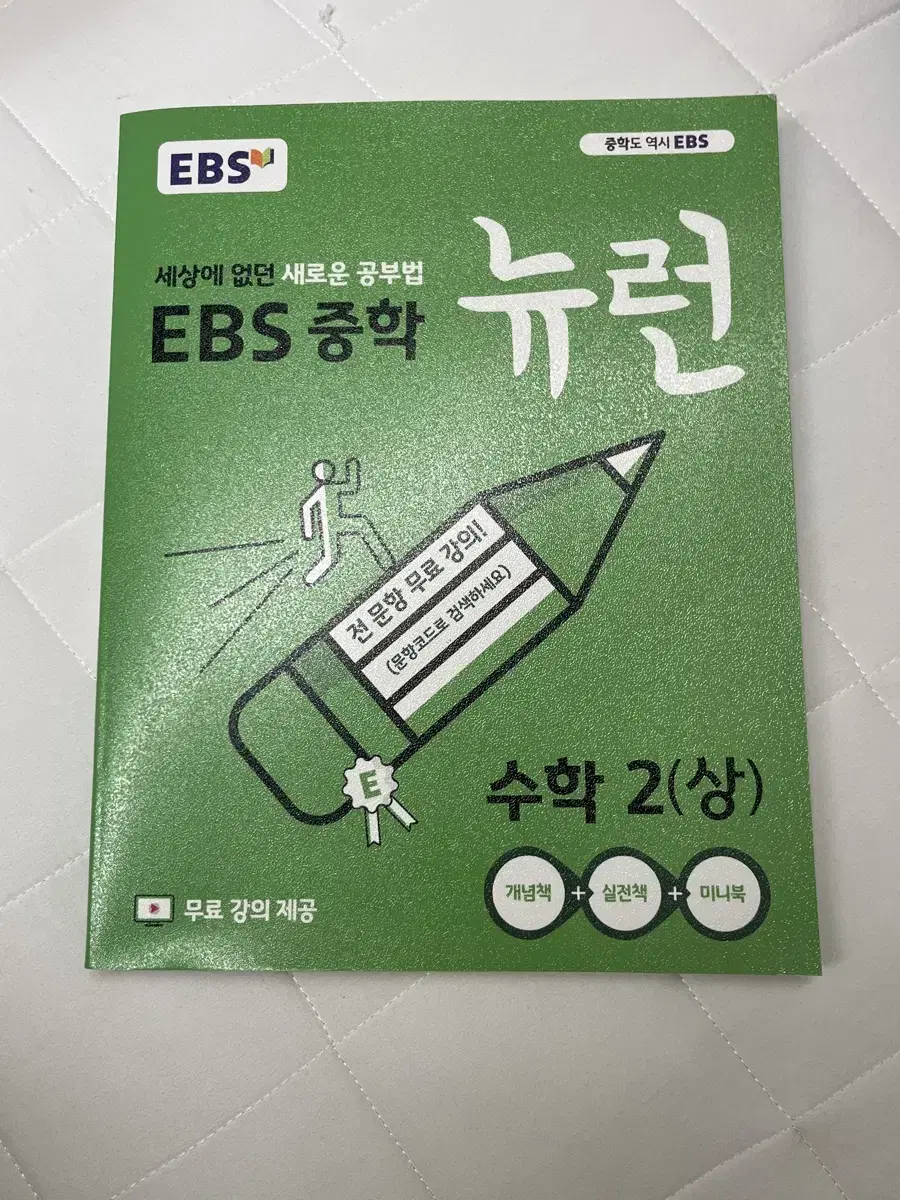 EBS
중학도 역시 EBS
세상에 없던 새로운 공부법
EBS 중학 뉴런
전 문항 무료 강의!
(문항코드로 검색하세요)
E
수학 2(상)
개념책 + 실전책 + 미니북
무료 강의 제공